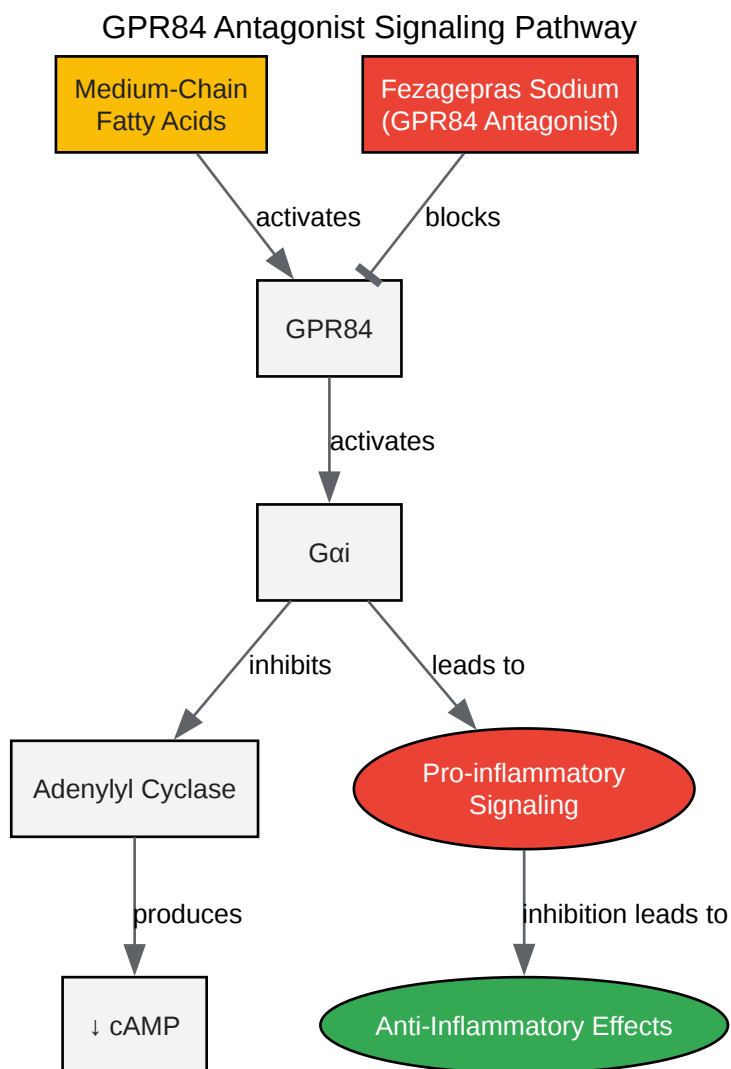 GPR84 Antagonist Signaling Pathway
Medium-Chain
Fatty Acids
Fezagepras Sodium
(GPR84 Antagonist)
activates
blocks
GPR84
activates
Gαi
inhibits
leads to
Adenylyl Cyclase
Pro-inflammatory
Signaling
produces
inhibition leads to
↓ cAMP
Anti-Inflammatory Effects